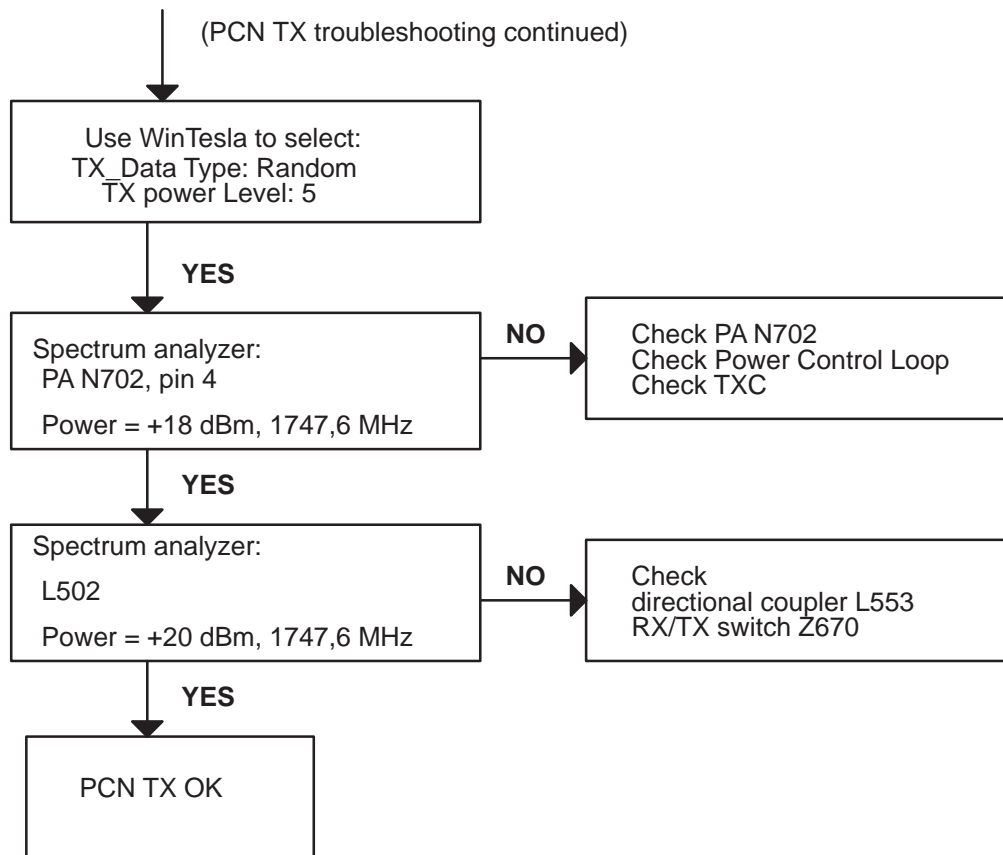 (PCN TX troubleshooting continued)
Use WinTesla to select:
TX_Data Type: Random
TX power Level: 5
YES
Spectrum analyzer:
PA N702, pin 4
Power = +18 dBm, 1747,6 MHz
NO
Check PA N702
Check Power Control Loop
Check TXC
YES
Spectrum analyzer:
L502
Power = +20 dBm, 1747,6 MHz
NO
Check
directional coupler L553
RX/TX switch Z670
YES
PCN TX OK